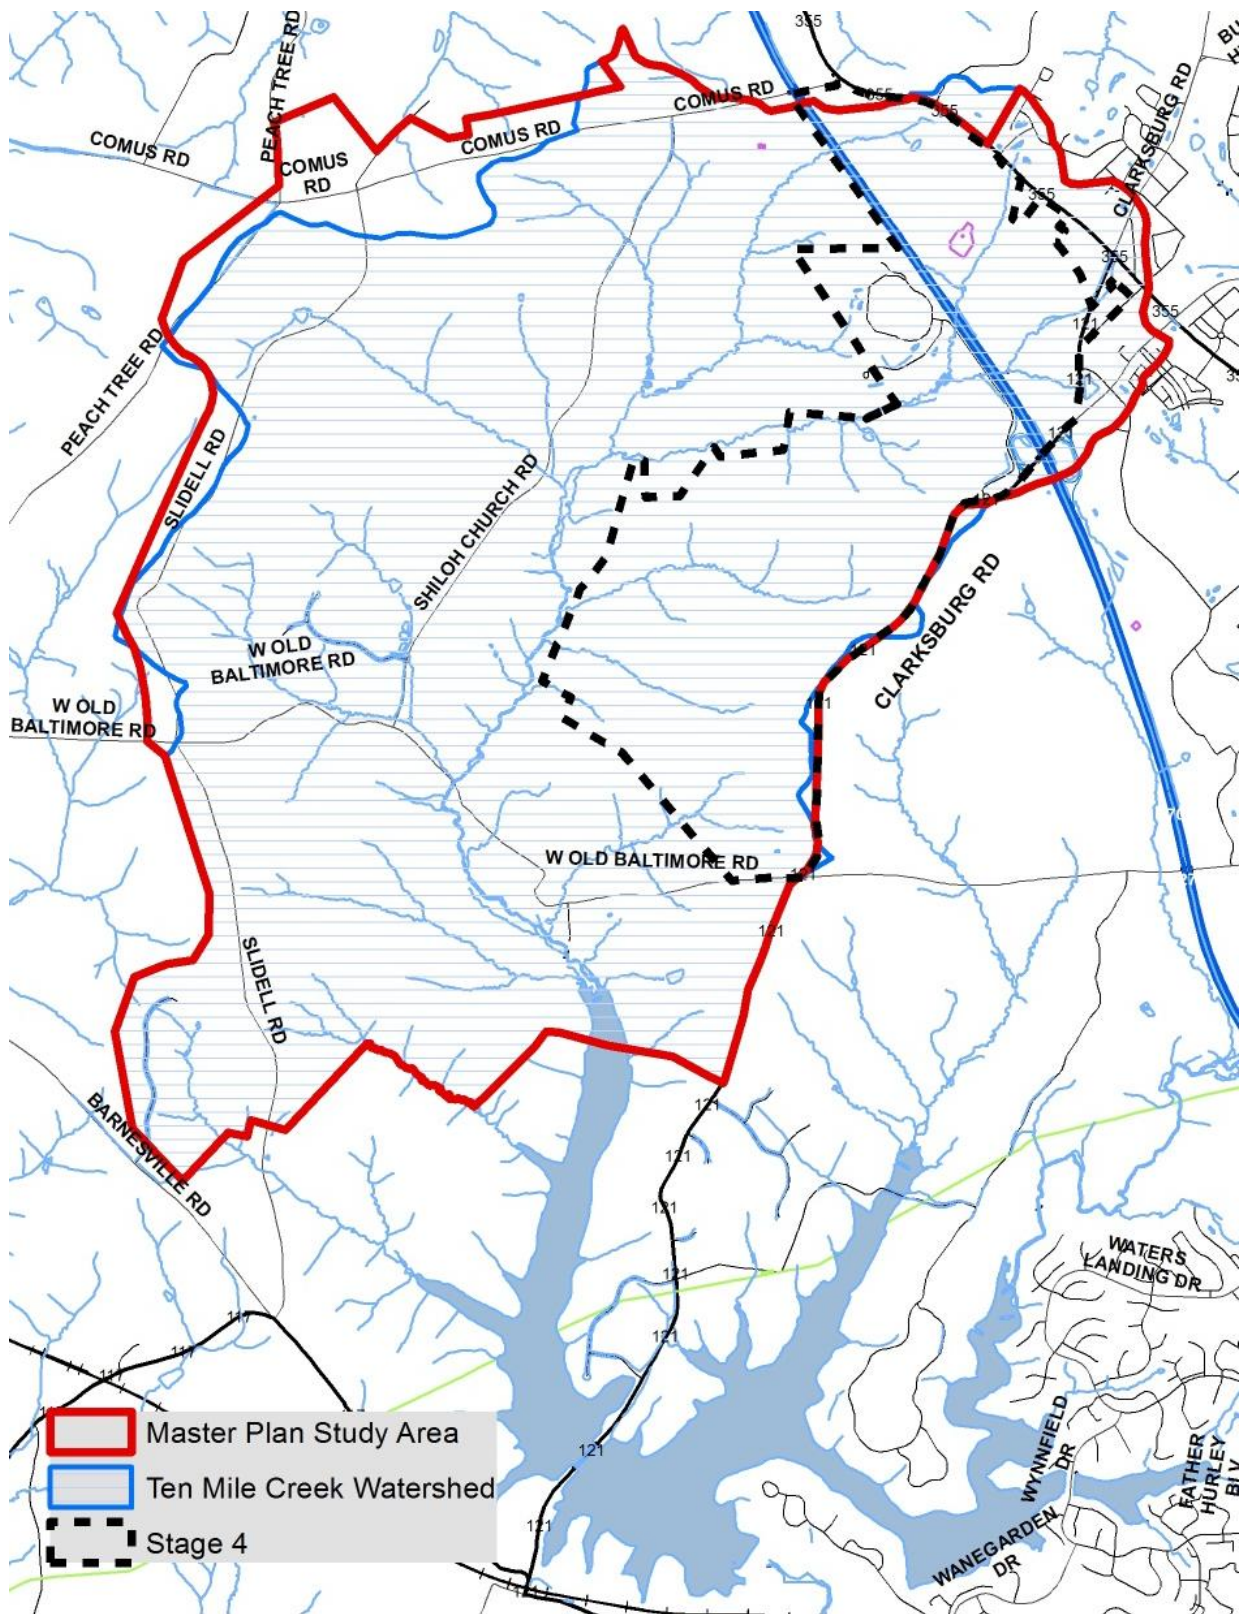 355
PEACH TREE RD
COMUS RD
355
355
COMUS RD
COMUS RD
COMUS
RD
CLARKSBURG RD
355
355
355
121
121
121
PEACH TREE RD
SLIDELL RD
SHILOH CHURCH RD
121
CLARKSBURG RD
W OLD
BALTIMORE RD
121
121
W OLD
BALTIMORE RD
W OLD BALTIMORE RD
121
121
SLIDELL RD
BARNESVILLE RD
121
121
121
121
121
WATERS
LANDING DR
117
117
117
121
WYNNFIELD
DR
FATHER
HURLEY
BLV
121
WANEGARDEN
DR
Master Plan Study Area
Ten Mile Creek Watershed
Stage 4